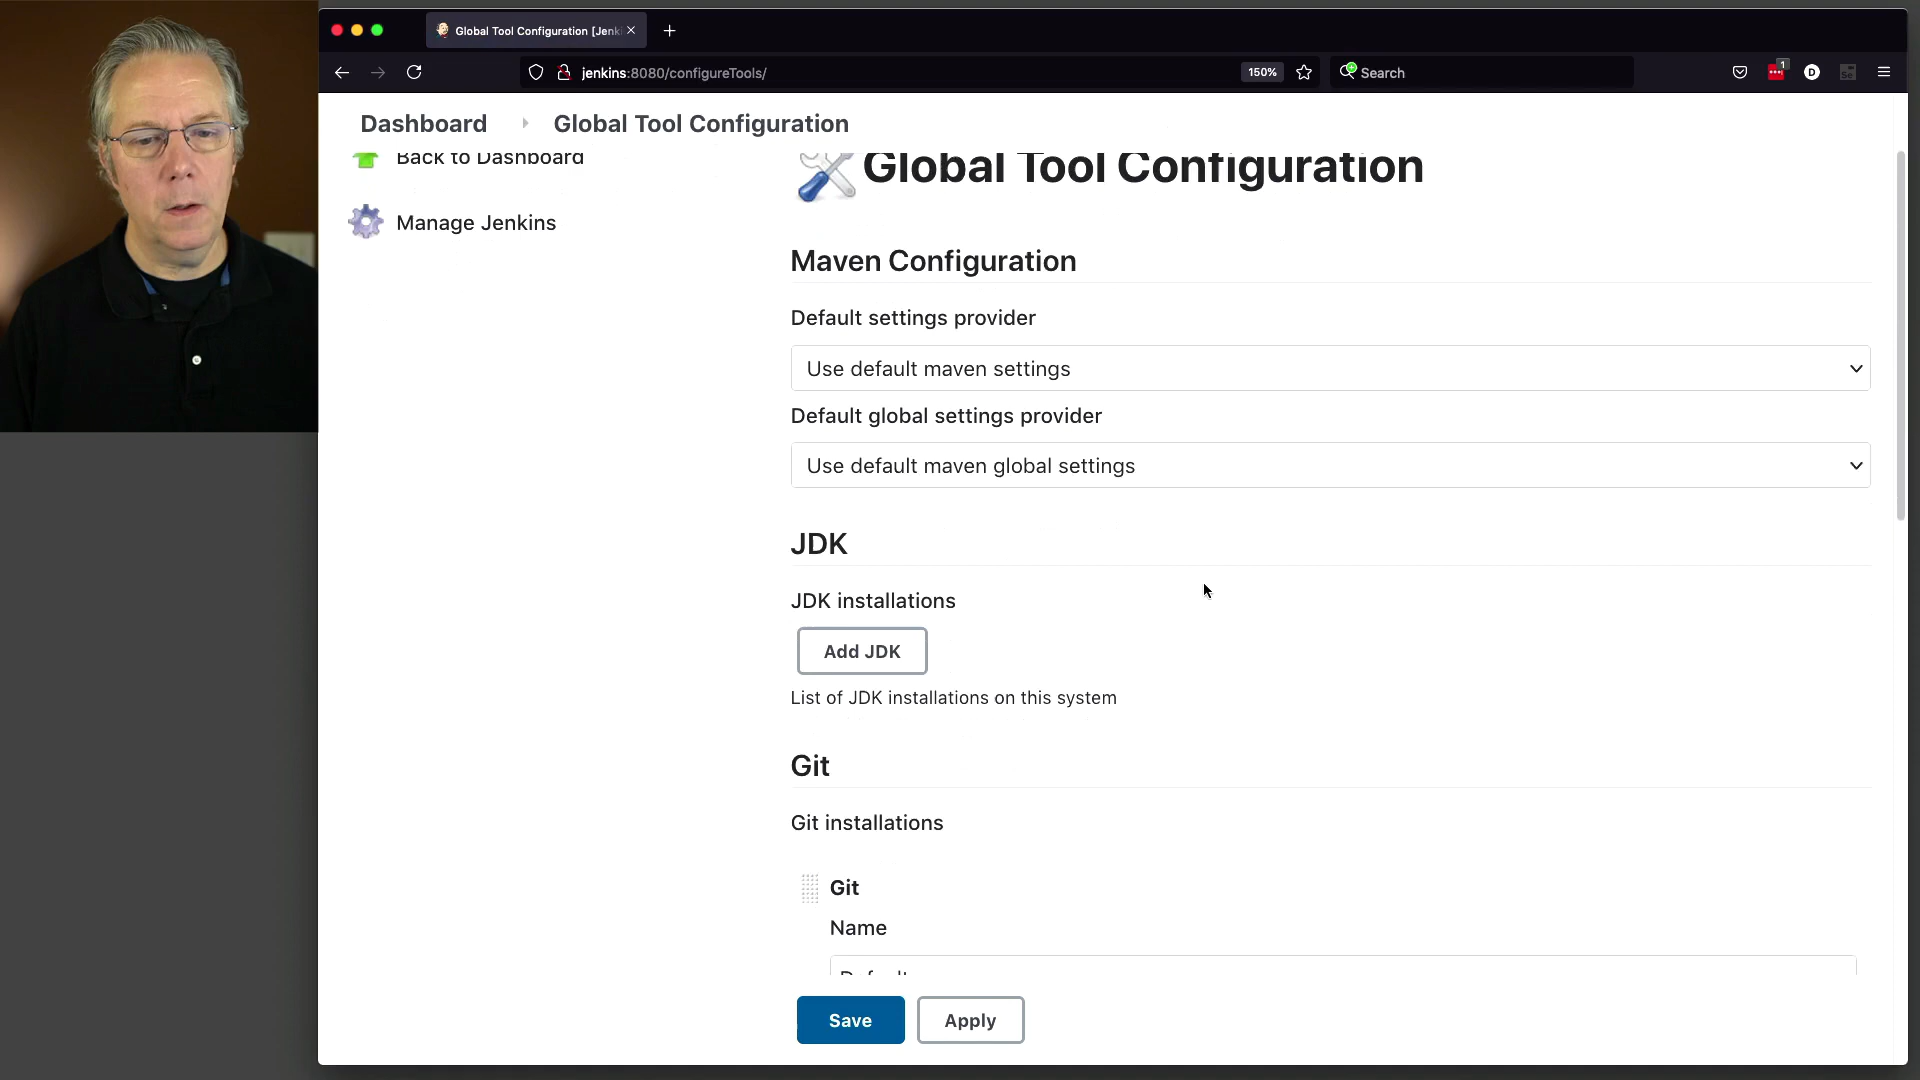 Global Tool Configuration [Jenk
jenkins:8080/configureTools/
150%
Search
1
D
Dashboard
Global Tool Configuration
Back to Dashboard
Manage Jenkins
Global Tool Configuration
Maven Configuration
Default settings provider
Use default maven settings
Default global settings provider
Use default maven global settings
JDK
JDK installations
Add JDK
List of JDK installations on this system
Git
Git installations
Git
Name
Default
Save
Apply